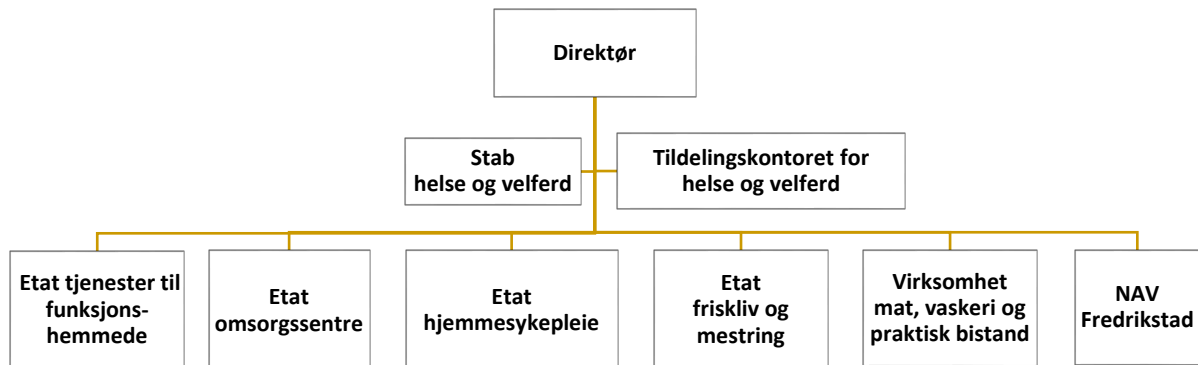 Direktør
Stab
helse og velferd
Tildelingskontoret for
helse og velferd
Etat tjenester til
funksjons-
hemmede
Etat
omsorgssentre
Etat
hjemmesykepleie
Etat
friskliv og
mestring
Virksomhet
mat, vaskeri og
praktisk bistand
NAV
Fredrikstad